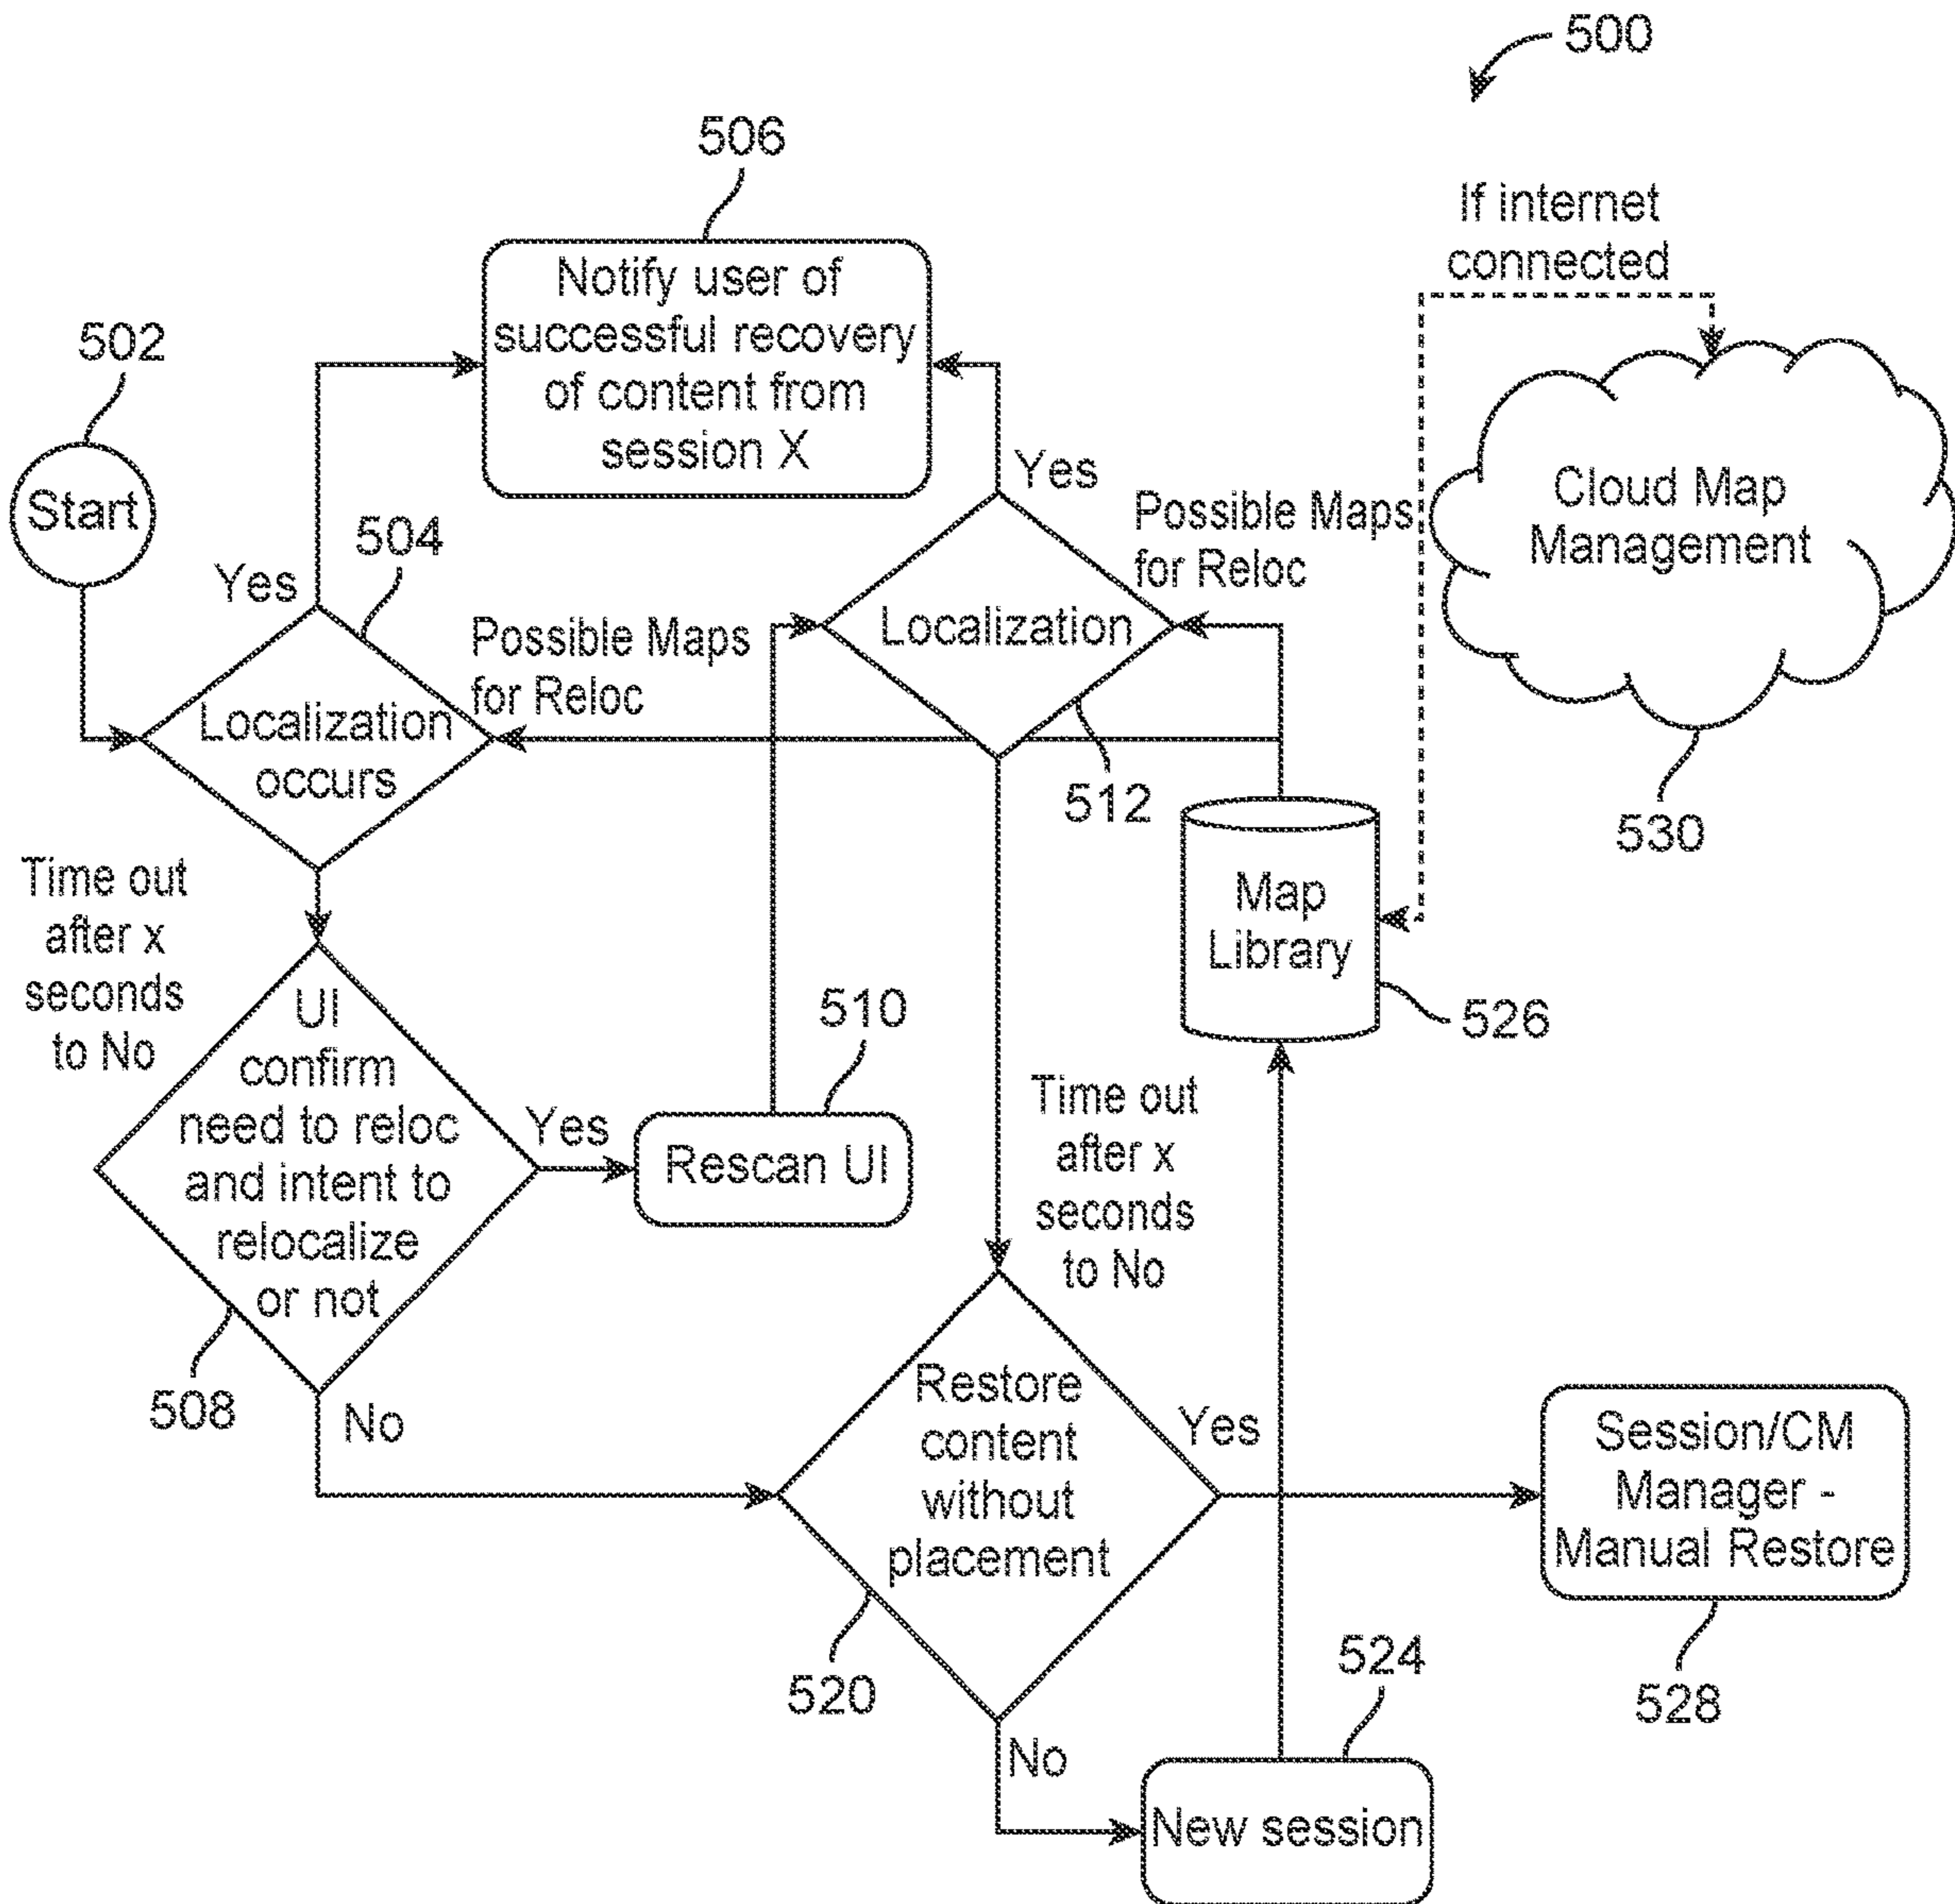 500
506
If internet
connected
Notify user of
successful recovery
of content from
session X
502
Start
Cloud Map
Management
504
Yes
Yes
Possible Maps
for Reloc
Possible Maps
for Reloc
Localization
Localization
occurs
512
530
Time out
after x
seconds
to No
Map
Library
526
UI
confirm
need to reloc
and intent to
relocalize
or not
510
Yes
Rescan UI
Time out
after x
seconds
to No
508
No
Restore
content
without
placement
Yes
Session/CM
Manager -
Manual Restore
520
524
528
No
New session